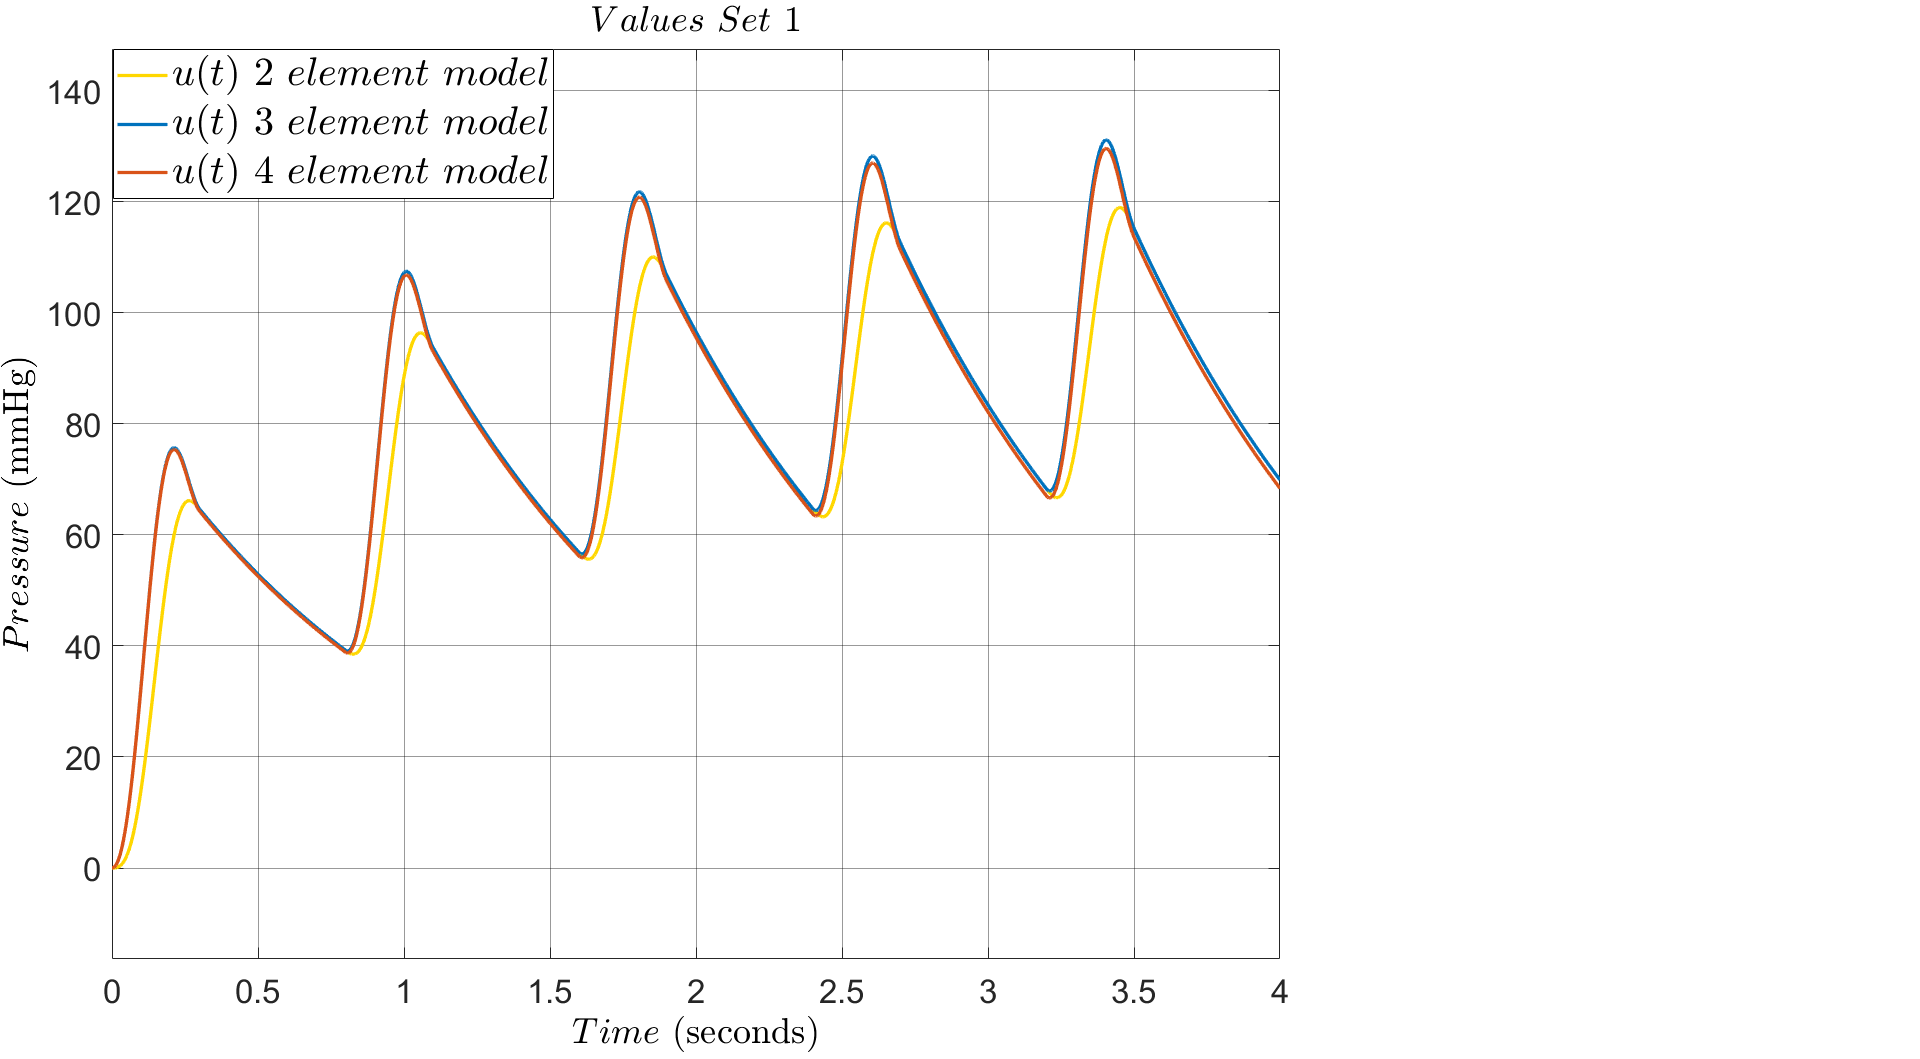 Values Set 1
u(t) 2 element model
u(t) 3 element model
u(t) 4 element model
140
120
100
80
60
40
20
0
Pressure (mmHg)
0 0.5 1 1.5 2 2.5 3 3.5 4
Time (seconds)